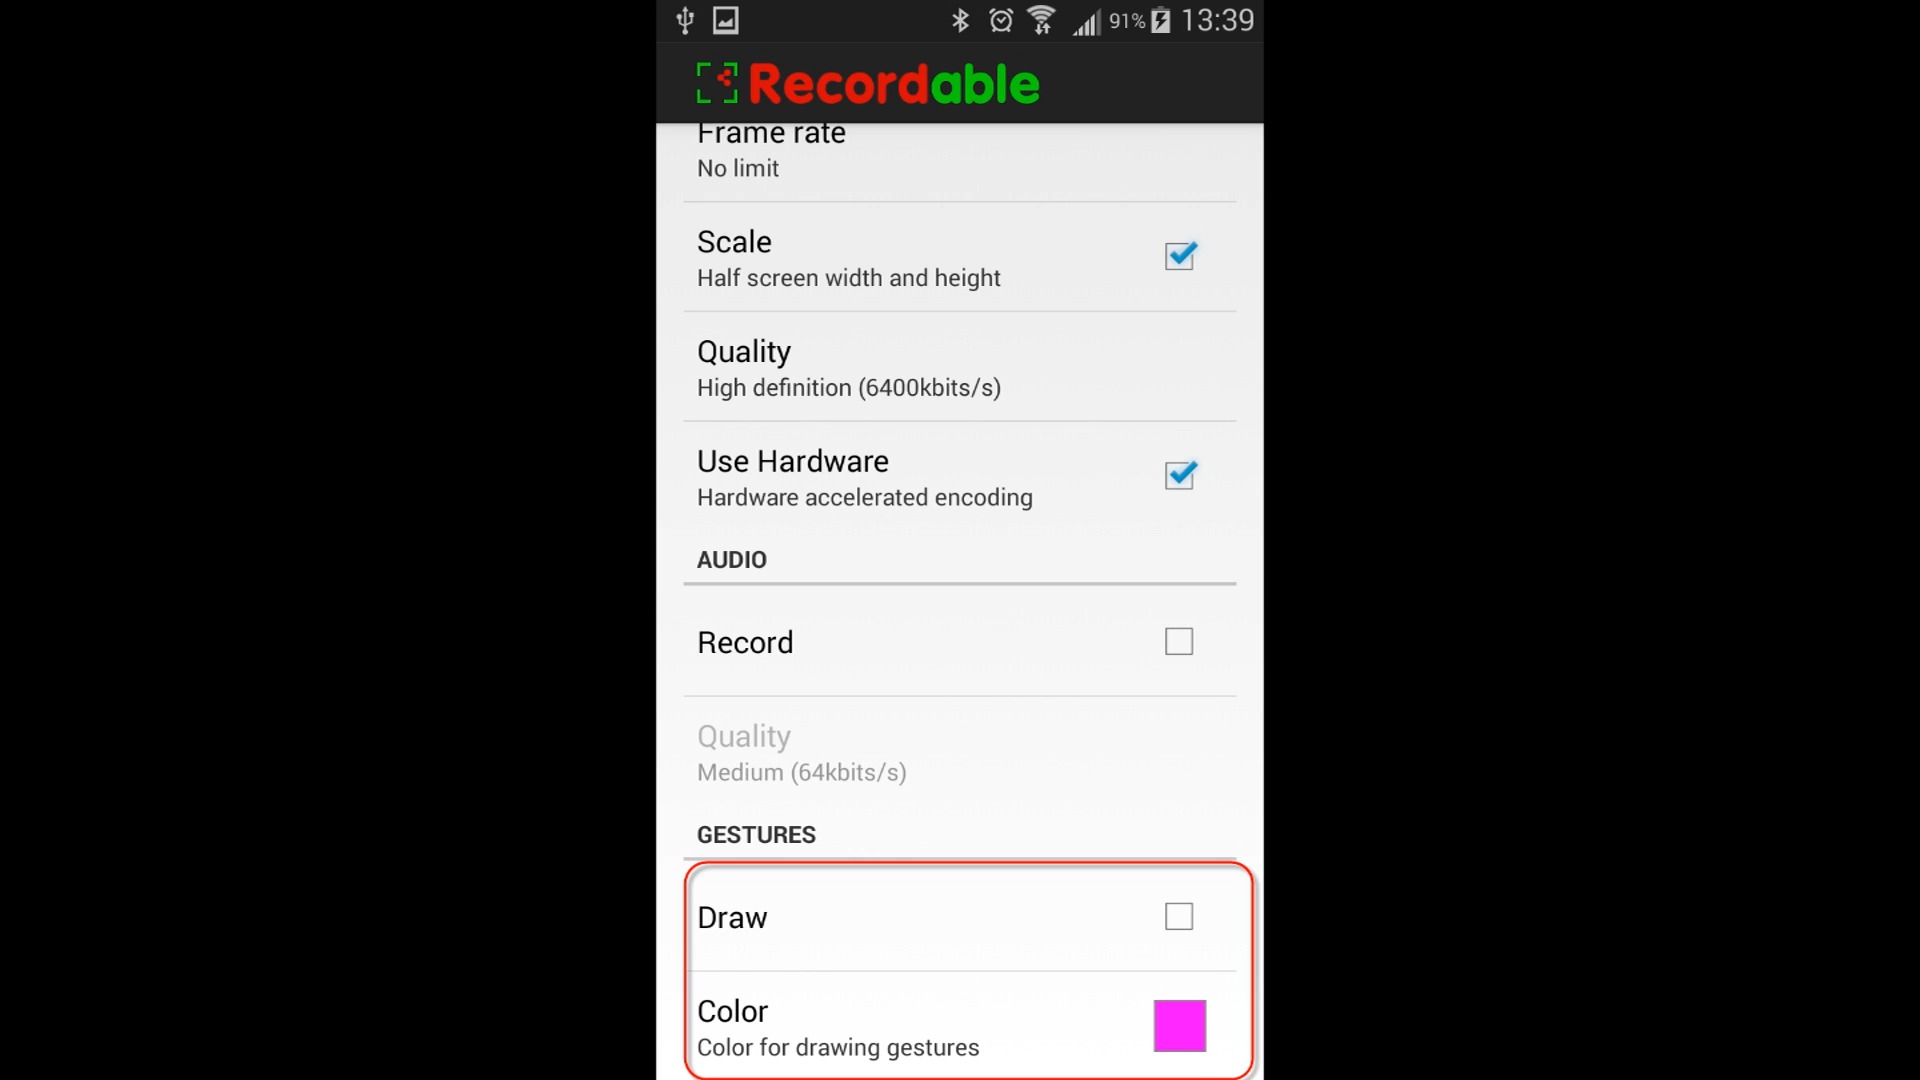 91% 13:39
Recordable
Frame rate
No limit
Scale
Half screen width and height
Quality
High definition (6400kbits/s)
Use Hardware
Hardware accelerated encoding
AUDIO
Record
Quality
Medium (64kbits/s)
GESTURES
Draw
Color
Color for drawing gestures